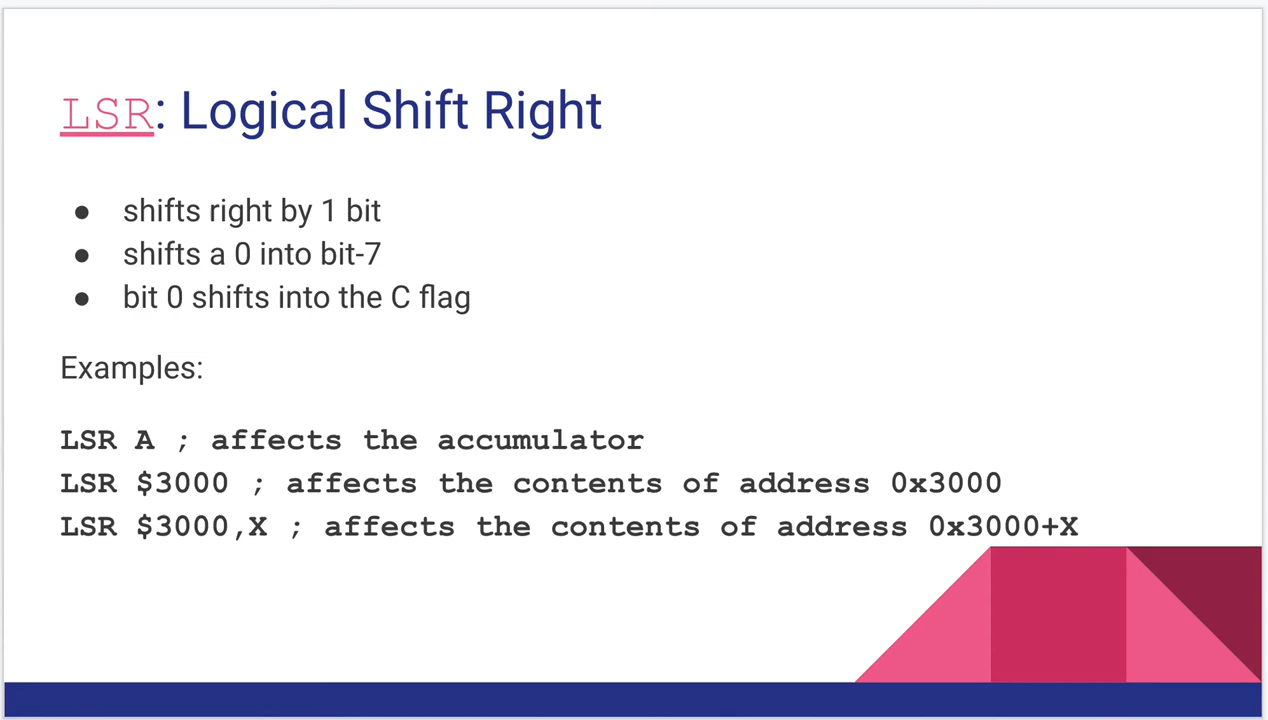 LSR: Logical Shift Right
● shifts right by 1 bit
● shifts a 0 into bit-7
● bit 0 shifts into the C flag
Examples:
LSR A ; affects the accumulator
LSR $3000 ; affects the contents of address 0x3000
LSR $3000,X ; affects the contents of address 0x3000+X